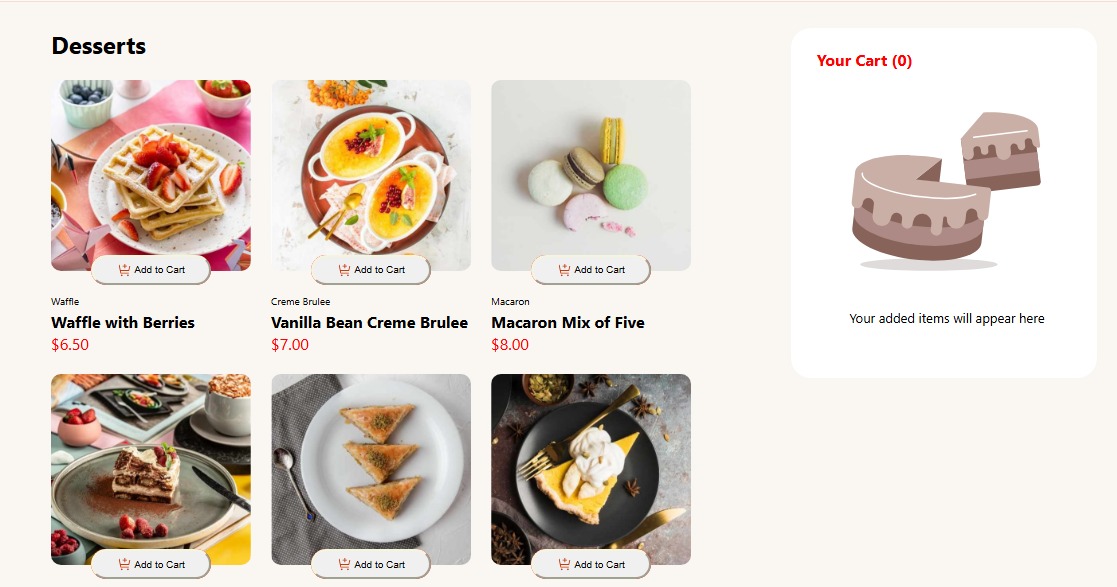 Desserts
Your Cart (0)
Add to Cart
Add to Cart
Add to Cart
Waffle
Creme Brulee
Macaron
Waffle with Berries
Vanilla Bean Creme Brulee
Macaron Mix of Five
$6.50
$7.00
$8.00
Your added items will appear here
Add to Cart
Add to Cart
Add to Cart